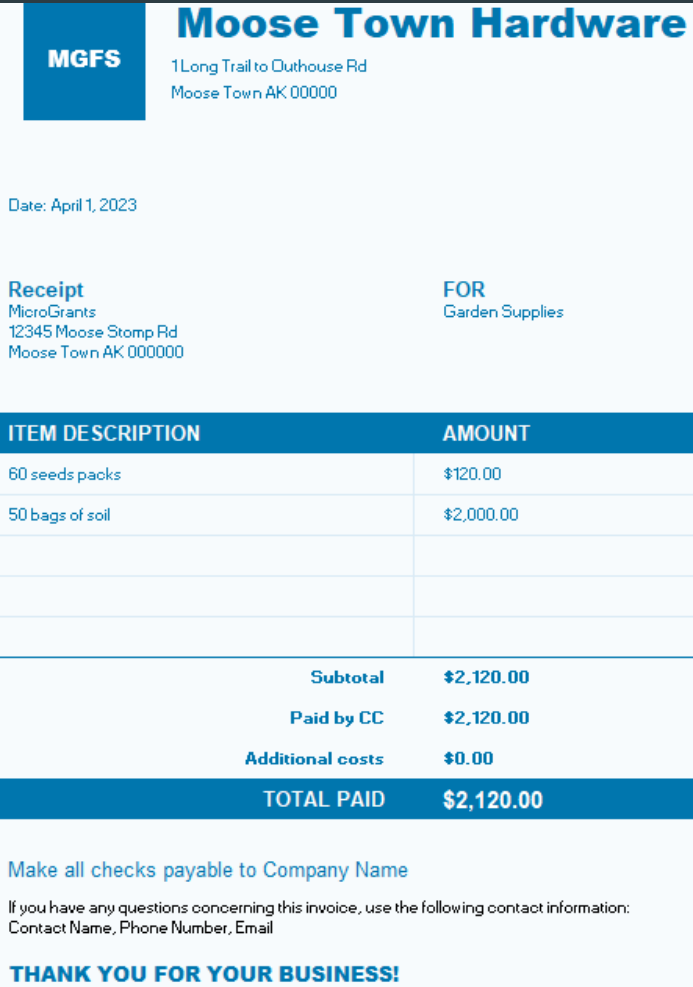 Moose Town Hardware
MGFS
1 Long Trail to Outhouse Rd
Moose Town AK 00000
Date: April 1, 2023
Receipt
MicroGrants
12345 Moose Stomp Rd
Moose Town AK 000000
FOR
Garden Supplies
ITEM DESCRIPTION AMOUNT
60 seeds packs $120.00
50 bags of soil $2,000.00
Subtotal $2,120.00
Paid by CC $2,120.00
Additional costs $0.00
TOTAL PAID $2,120.00
Make all checks payable to Company Name
If you have any questions concerning this invoice, use the following contact information:
Contact Name, Phone Number, Email
THANK YOU FOR YOUR BUSINESS!